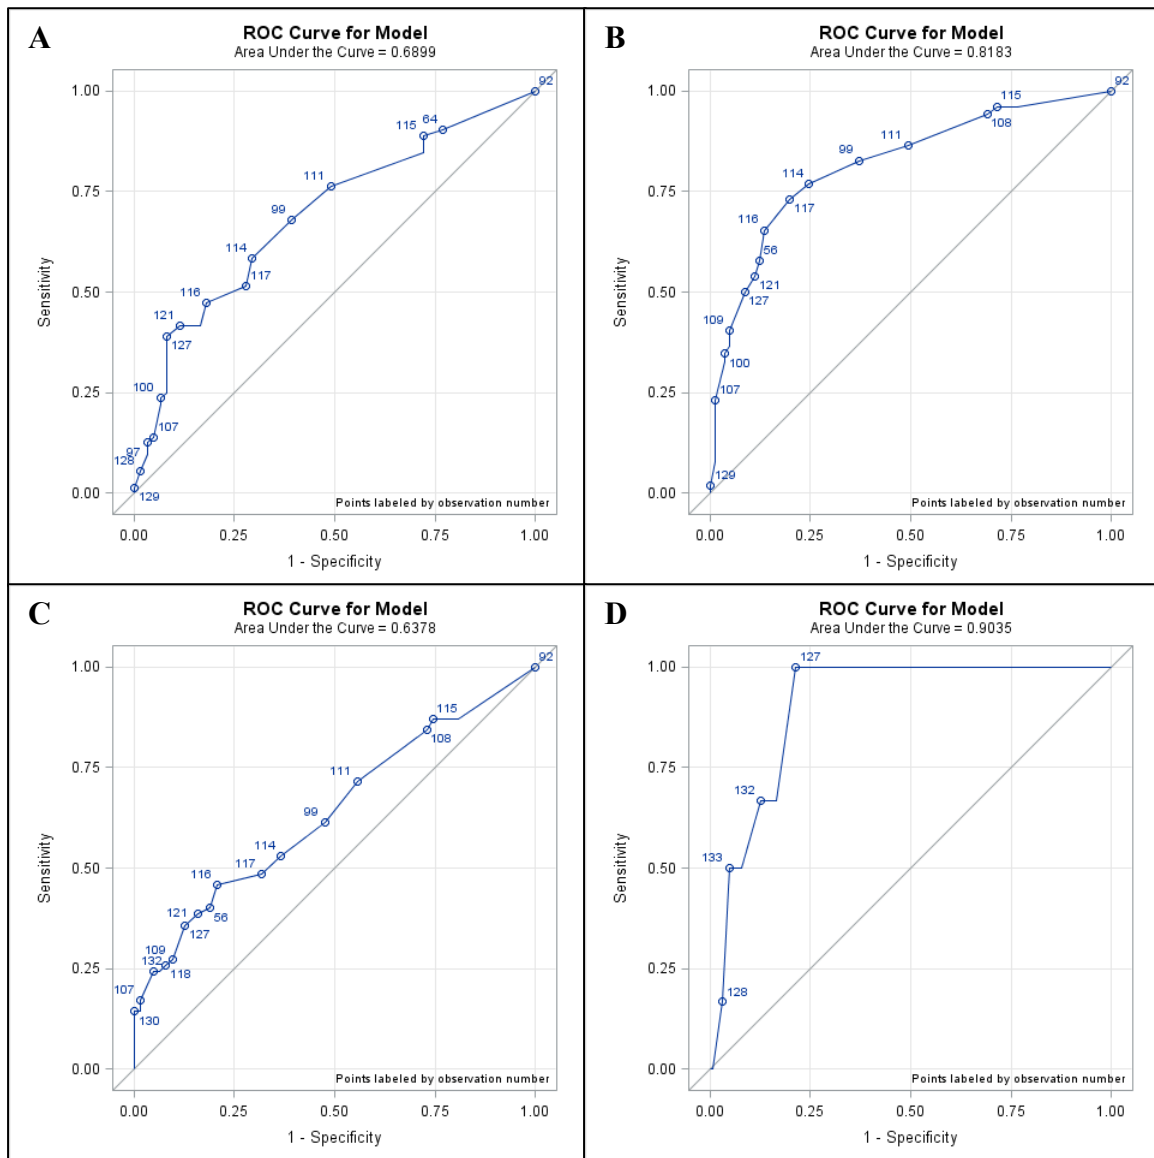 A
ROC Curve for Model
Area Under the Curve = 0.6899
92
1.00
64
115
111
0.75
99
114
117
116
0.50
121
127
100
0.25
107
97
128
129
0.00
Points labeled by observation number
0.00 0.25 0.50 0.75 1.00
1 - Specificity
Sensitivity
B
ROC Curve for Model
Area Under the Curve = 0.8183
92
1.00
115
108
111
99
114
0.75
117
116
56
121
0.50
127
109
100
107
0.25
129
0.00
Points labeled by observation number
0.00 0.25 0.50 0.75 1.00
1 - Specificity
Sensitivity
C
ROC Curve for Model
Area Under the Curve = 0.6378
92
1.00
115
108
111
0.75
99
114
117
0.50
116
121
56
127
109
132
118
0.25
107
130
0.00
Points labeled by observation number
0.00 0.25 0.50 0.75 1.00
1 - Specificity
Sensitivity
D
ROC Curve for Model
Area Under the Curve = 0.9035
127
1.00
0.75
132
133
0.50
0.25
128
0.00
Points labeled by observation number
0.00 0.25 0.50 0.75 1.00
1 - Specificity
Sensitivity